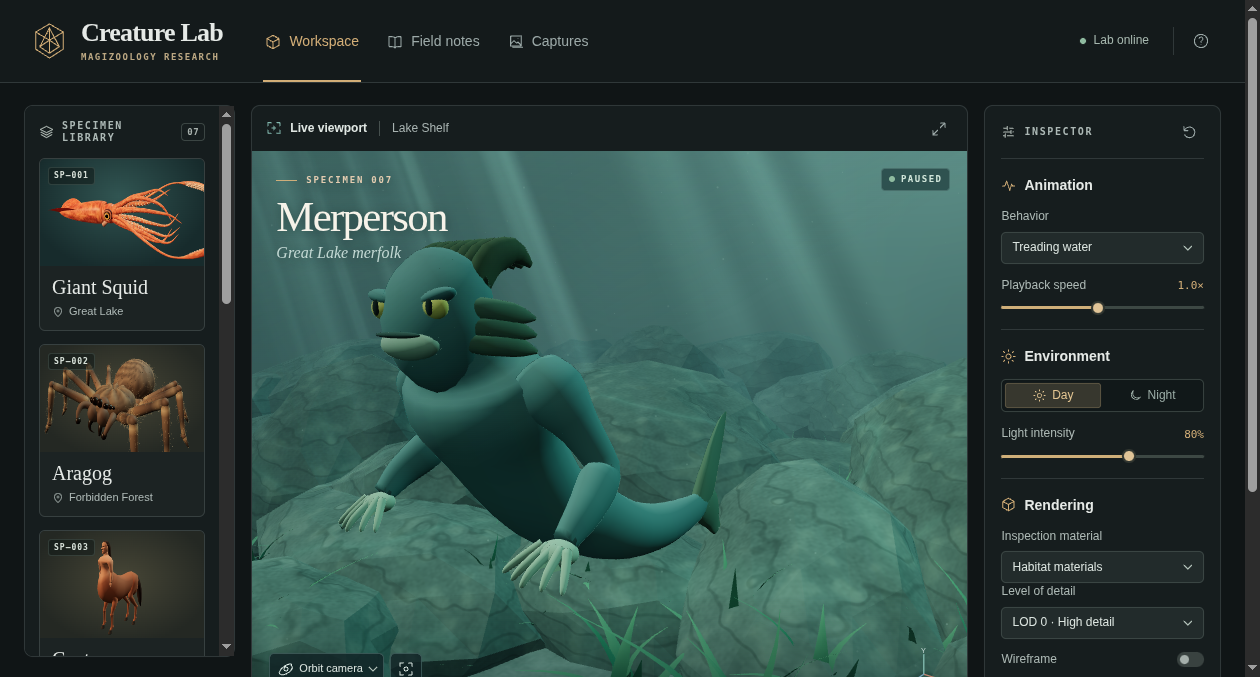 Creature Lab
MAGIZOOLOGY RESEARCH
Workspace
Field notes
Captures
Lab online
SPECIMEN
LIBRARY
07
SP—001
Giant Squid
Great Lake
SP—002
Aragog
Forbidden Forest
SP—003
Live viewport
Lake Shelf
SPECIMEN 007
Merperson
Great Lake merfolk
PAUSED
Orbit camera
Y
INSPECTOR
Animation
Behavior
Treading water
Playback speed
1.0×
Environment
Day
Night
Light intensity
80%
Rendering
Inspection material
Habitat materials
Level of detail
LOD 0 · High detail
Wireframe